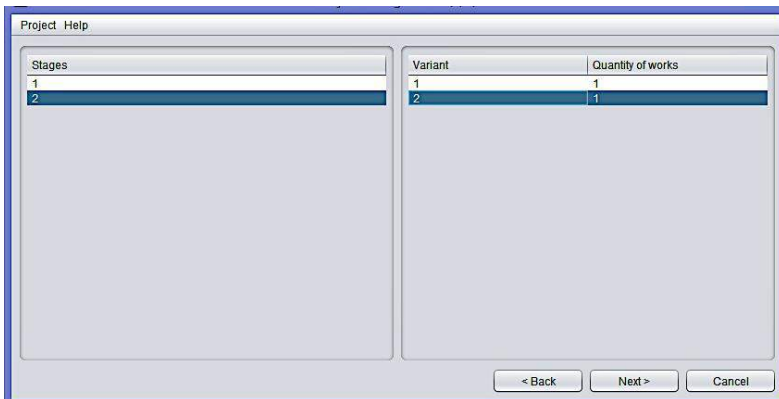 Project Help
Stages
1
2
Variant Quantity of works
1 1
2 1
< Back Next > Cancel